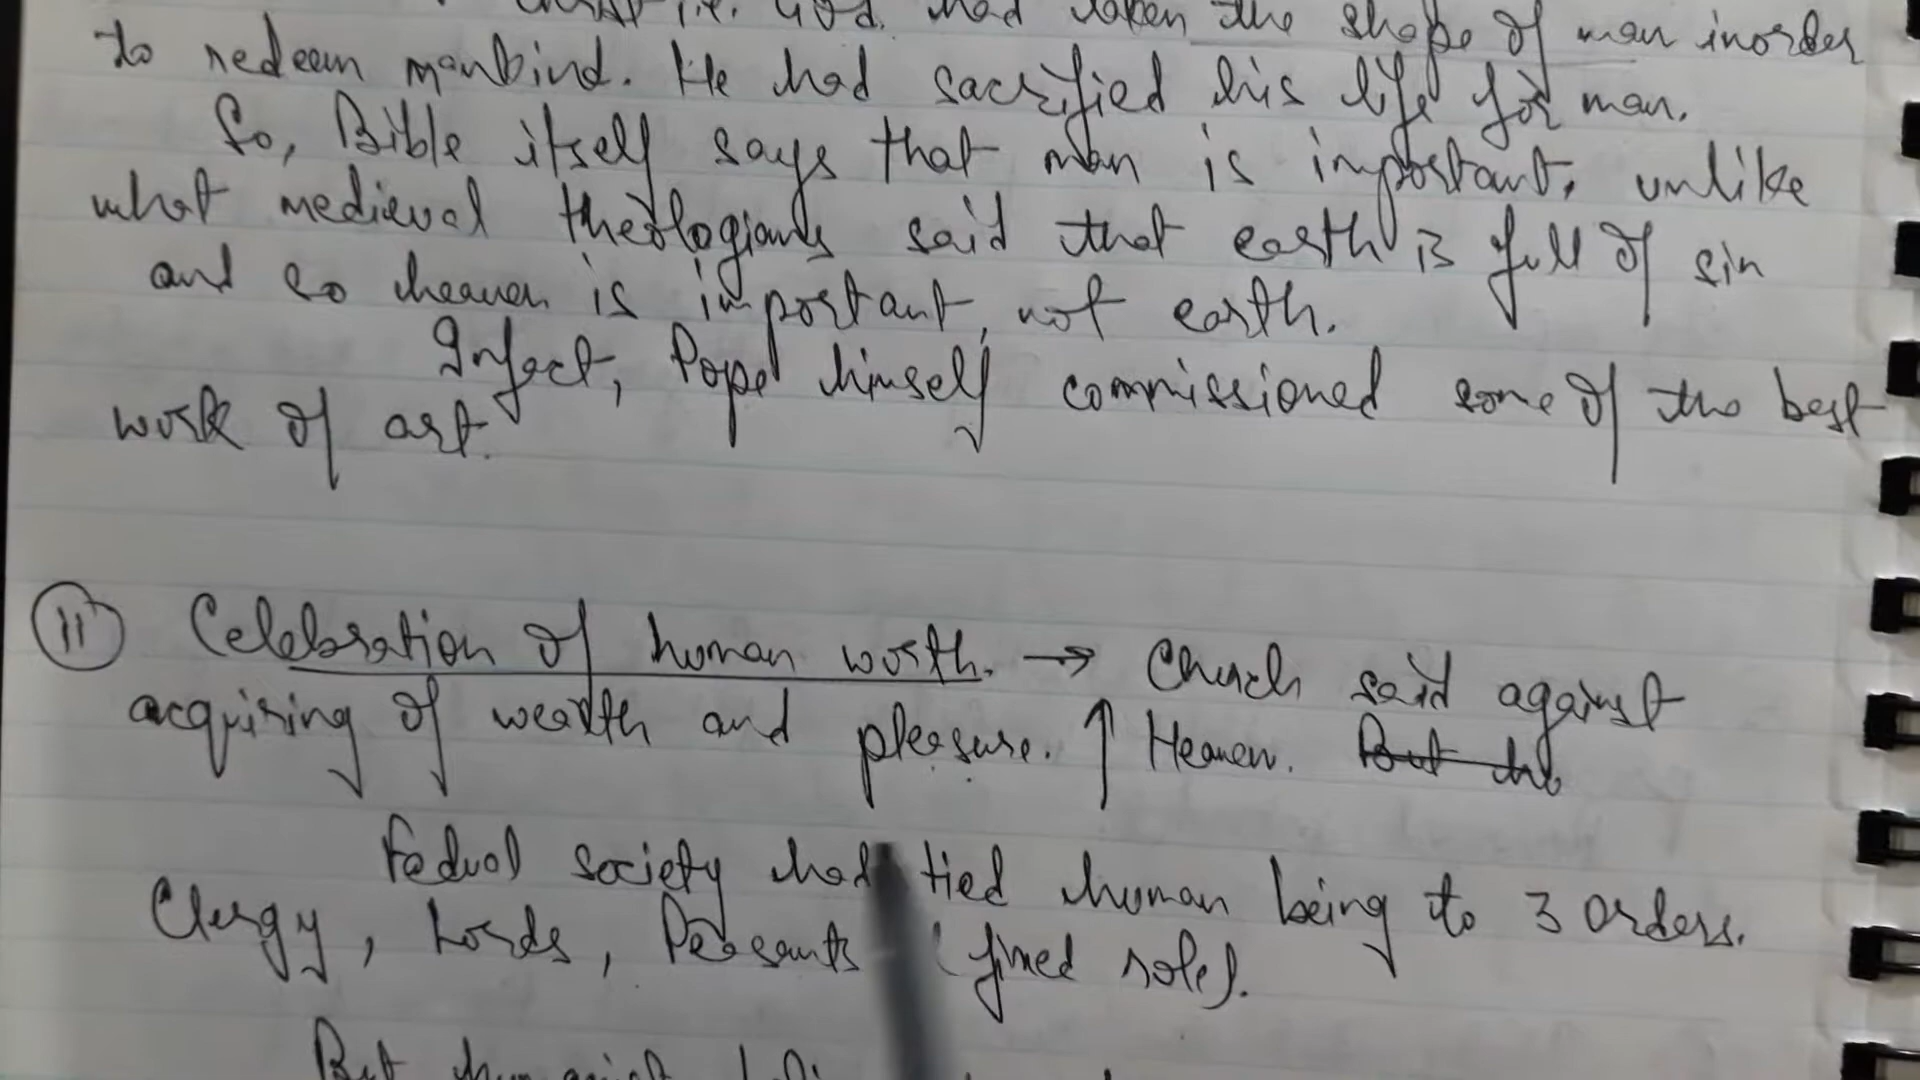 i.e. God. had taken the shape of man inorder
to redeem mankind. He had sacrified his life for man.
So, Bible itself says that man is important, unlike
what medieval theologians said that earth is full of sin
and so heaven is important, not earth.
Infact, Pope himself commissioned some of the best
work of art.
11 Celebration of human worth. → Church said against
acquiring of wealth and pleasure. ↑ Heaven. But the
Fedual society had tied human being to 3 orders.
Clergy, Lords, Peasants (fixed role).
But